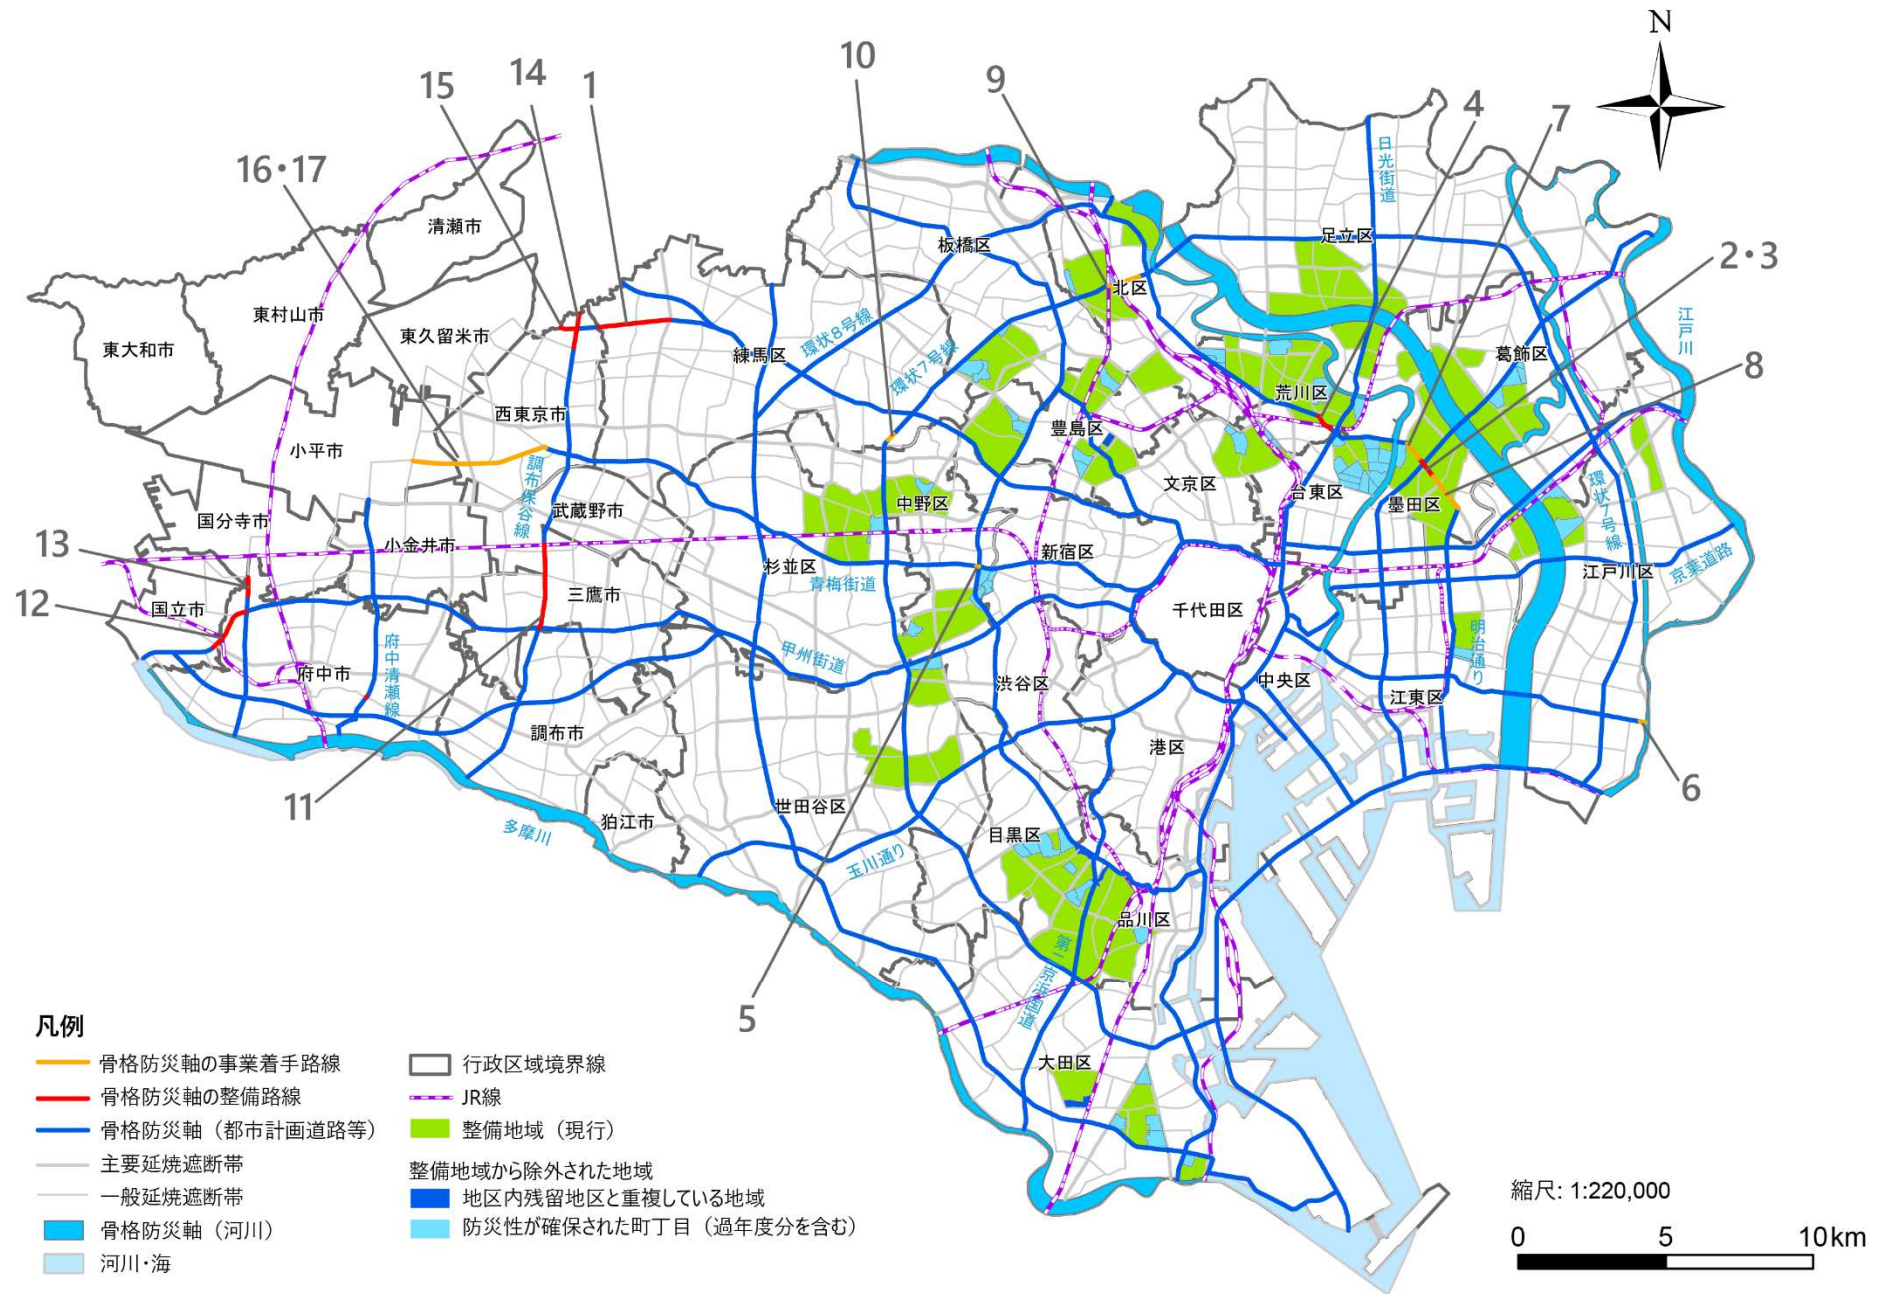 N
10
9
14
15
1
4
7
16・17
日光街道
清瀬市
板橋区
足立区
2・3
北区
東村山市
江戸川
東久留米市
環状8号線
東大和市
練馬区
環状7号線
葛飾区
8
荒川区
西東京市
豊島区
小平市
調布保谷線
文京区
台東区
中野区
墨田区
環状7号線
武蔵野市
国分寺市
13
小金井市
新宿区
杉並区
青梅街道
京葉道路
江戸川区
12
国立市
三鷹市
千代田区
明治通り
府中清瀬線
甲州街道
府中市
渋谷区
中央区
江東区
調布市
港区
6
11
世田谷区
狛江市
多摩川
目黒区
玉川通り
品川区
第二京浜国道
5
大田区
凡例
骨格防災軸の事業着手路線
骨格防災軸の整備路線
骨格防災軸（都市計画道路等）
主要延焼遮断帯
一般延焼遮断帯
骨格防災軸（河川）
河川・海
行政区域境界線
JR線
整備地域（現行）
整備地域から除外された地域
地区内残留地区と重複している地域
防災性が確保された町丁目（過年度分を含む）
縮尺: 1:220,000
0 5 10km